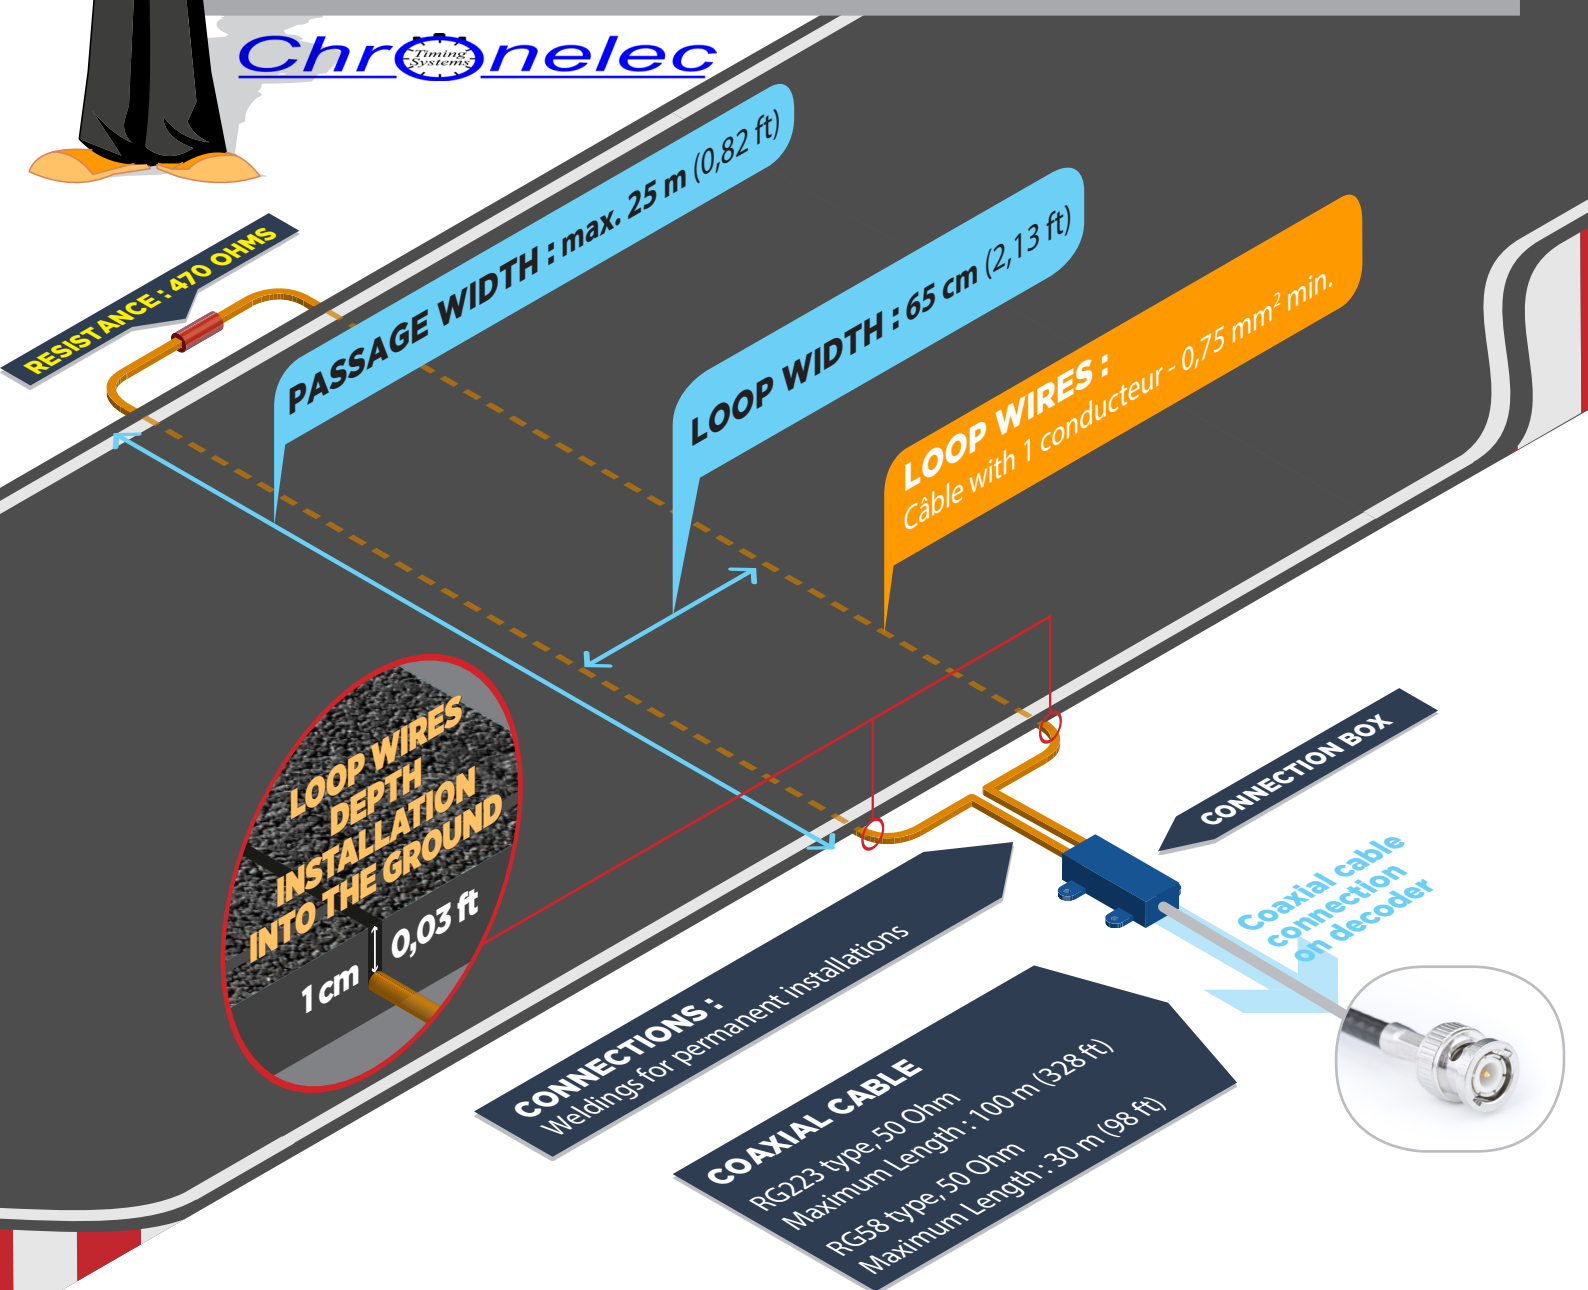 Chronelec
Timing
Systems
PASSAGE WIDTH : max. 25 m (0,82 ft)
LOOP WIDTH : 65 cm (2,13 ft)
LOOP WIRES :
Câble with 1 conducteur - 0,75 mm² min.
RESISTANCE : 470 OHMS
LOOP WIRES
DEPTH
INSTALLATION
INTO THE GROUND
1 cm
0,03 ft
CONNECTION BOX
Coaxial cable
connection
on decoder
CONNECTIONS :
Weldings for permanent installations
COAXIAL CABLE
RG223 type, 50 Ohm
Maximum Length : 100 m (328 ft)
RG58 type, 50 Ohm
Maximum Length : 30 m (98 ft)